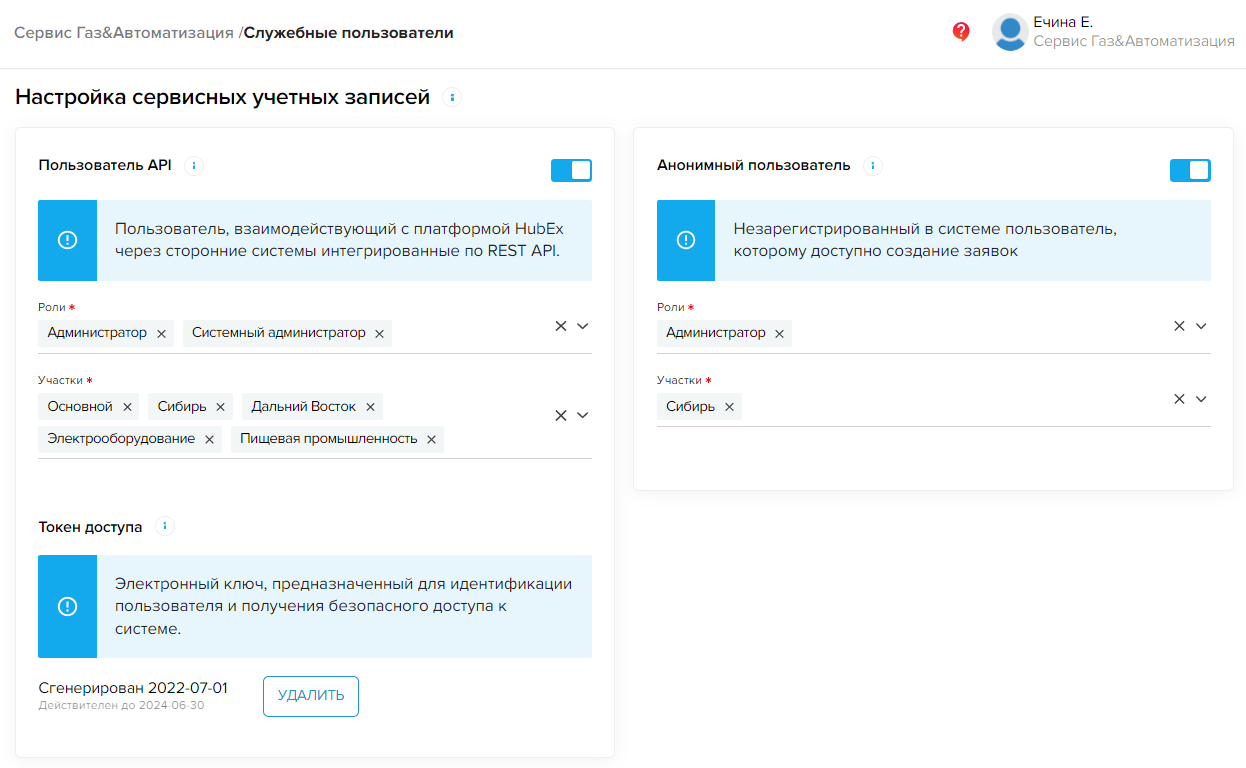 Сервис Газ&Автоматизация /Служебные пользователи
Ечина Е.
Сервис Газ&Автоматизация
Настройка сервисных учетных записей
Пользователь API
Пользователь, взаимодействующий с платформой HubEx
через сторонние системы интегрированные по REST API.
Роли *
Администратор × Системный администратор ×
Участки *
Основной × Сибирь × Дальний Восток ×
Электрооборудование × Пищевая промышленность ×
Токен доступа
Электронный ключ, предназначенный для идентификации
пользователя и получения безопасного доступа к
системе.
Сгенерирован 2022-07-01
Действителен до 2024-06-30
УДАЛИТЬ
Анонимный пользователь
Незарегистрированный в системе пользователь,
которому доступно создание заявок
Роли *
Администратор ×
Участки *
Сибирь ×